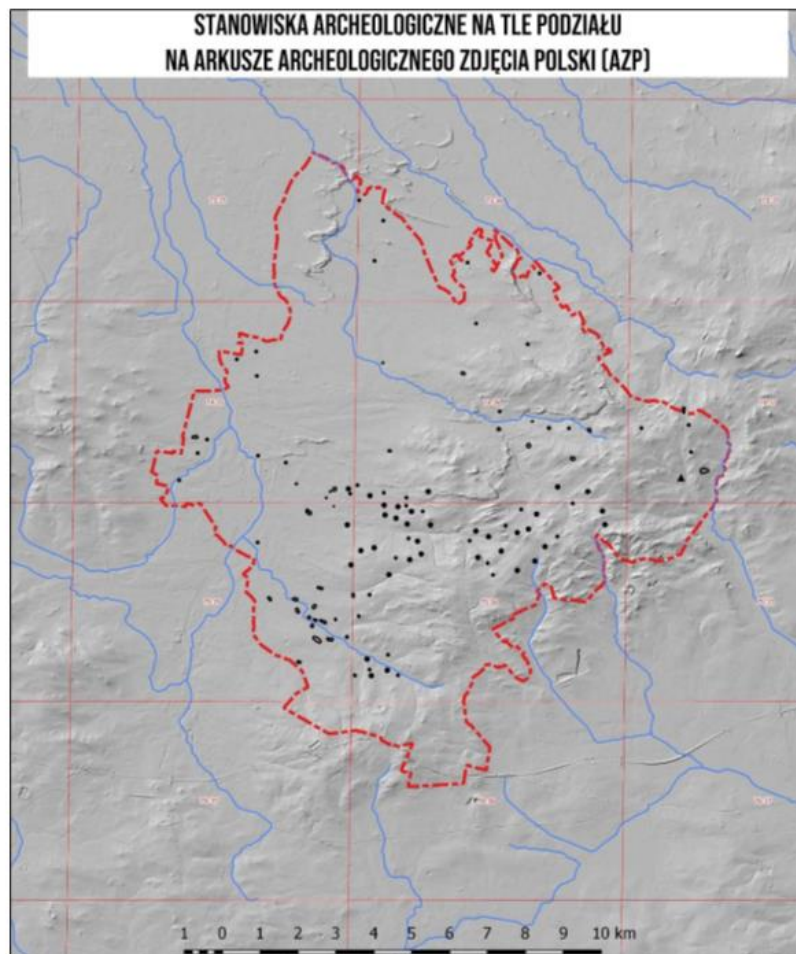 STANOWISKA ARCHEOLOGICZNE NA TLE PODZIAŁU
NA ARKUSZE ARCHEOLOGICZNEGO ZDJĘCIA POLSKI (AZP)
1 0 1 2 3 4 5 6 7 8 9 10 km